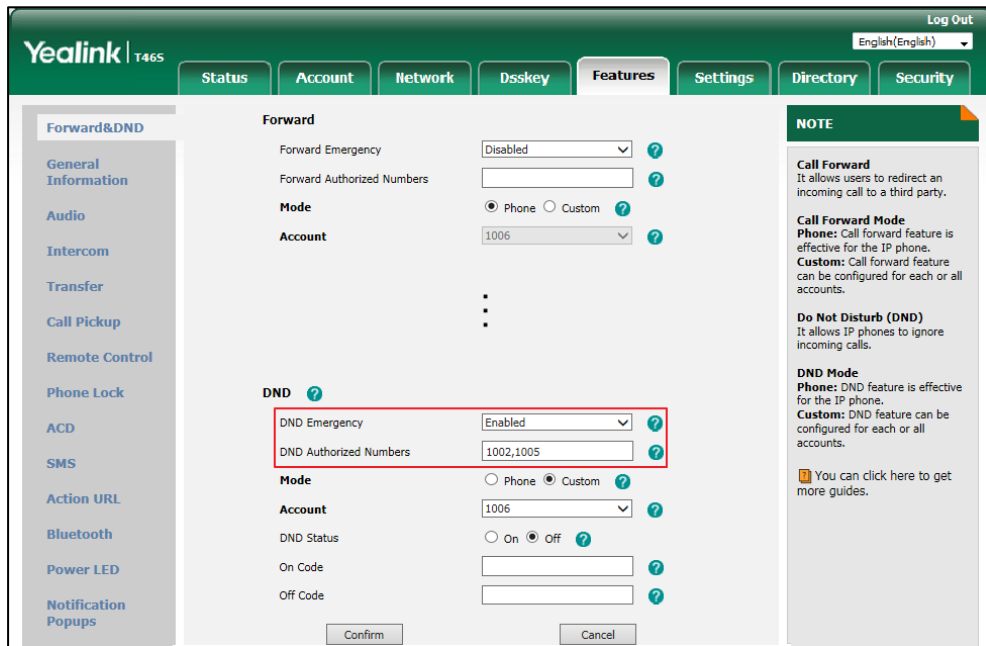 Log Out
Yealink | T46S
English(English)
Status Account Network Dsskey Features Settings Directory Security
Forward&DND
General
Information
Audio
Intercom
Transfer
Call Pickup
Remote Control
Phone Lock
ACD
SMS
Action URL
Bluetooth
Power LED
Notification
Popups
Forward
Forward Emergency Disabled ?
Forward Authorized Numbers ?
Mode Phone Custom ?
Account 1006 ?
DND ?
DND Emergency Enabled ?
DND Authorized Numbers 1002,1005 ?
Mode Phone Custom ?
Account 1006 ?
DND Status On Off ?
On Code ?
Off Code ?
Confirm Cancel
NOTE
Call Forward
It allows users to redirect an
incoming call to a third party.
Call Forward Mode
Phone: Call forward feature is
effective for the IP phone.
Custom: Call forward feature
can be configured for each or all
accounts.
Do Not Disturb (DND)
It allows IP phones to ignore
incoming calls.
DND Mode
Phone: DND feature is effective
for the IP phone.
Custom: DND feature can be
configured for each or all
accounts.
? You can click here to get
more guides.